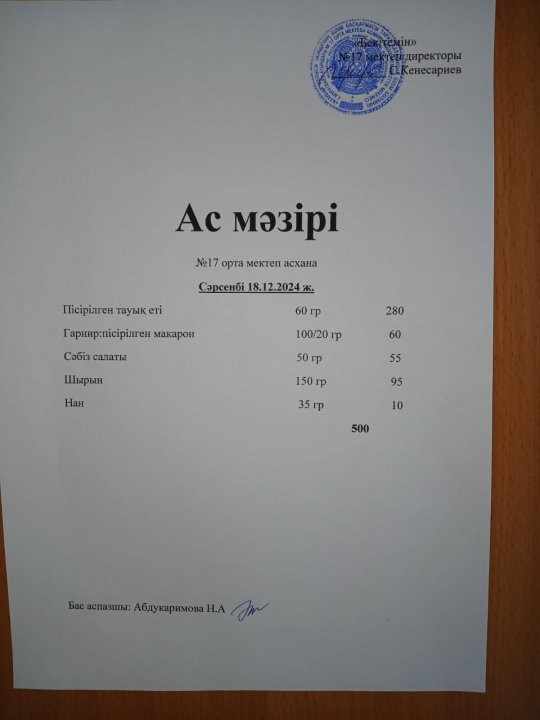 «Бекітемін»
№17 мектеп директоры
С.Кенесариев
Ас мәзірі
№17 орта мектеп асхана
Сәрсенбі 18.12.2024 ж.
Пісірілген тауық еті 60 гр 280
Гарнир:пісірілген макарон 100/20 гр 60
Сәбіз салаты 50 гр 55
Шырын 150 гр 95
Нан 35 гр 10
500
Бас аспазшы: Абдукаримова Н.А